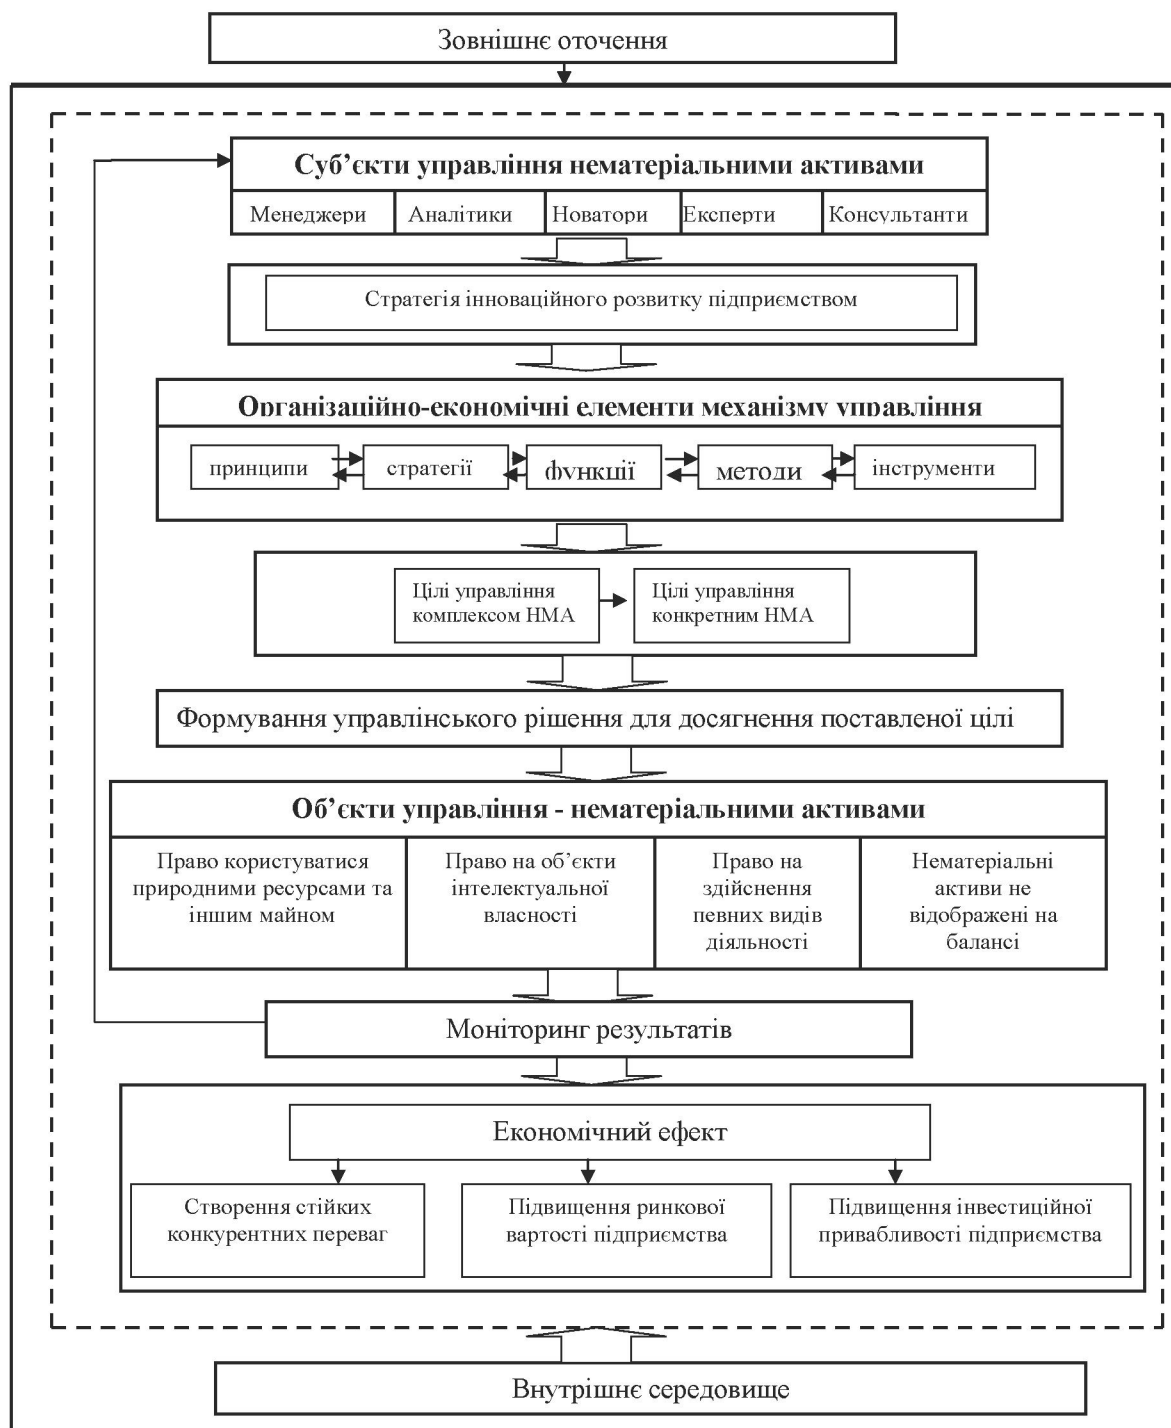 Зовнішнє оточення
Суб’єкти управління нематеріальними активами
Менеджери
Аналітики
Новатори
Експерти
Консультанти
Стратегія інноваційного розвитку підприємством
Організаційно-економічні елементи механізму управління
принципи
стратегії
функції
методи
інструменти
Цілі управління
комплексом НМА
Цілі управління
конкретним НМА
Формування управлінського рішення для досягнення поставленої цілі
Об’єкти управління - нематеріальними активами
Право користуватися
природними ресурсами та
іншим майном
Право на об’єкти
інтелектуальної
власності
Право на
здійснення
певних видів
діяльності
Нематеріальні
активи не
відображені на
балансі
Моніторинг результатів
Економічний ефект
Створення стійких
конкурентних переваг
Підвищення ринкової
вартості підприємства
Підвищення інвестиційної
привабливості підприємства
Внутрішнє середовище